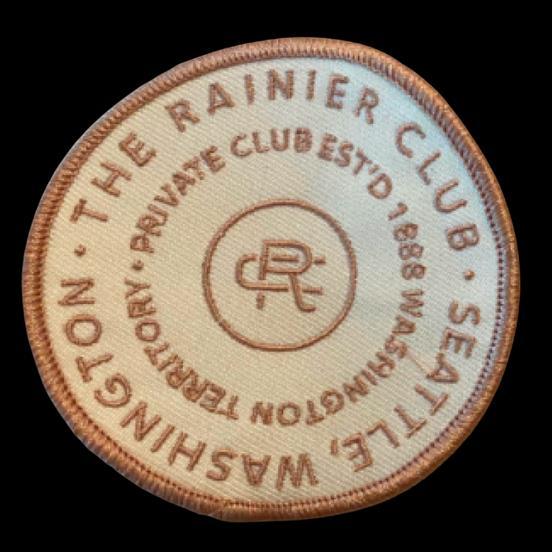 THE RAINIER CLUB • SEATTLE, WASHINGTON •
PRIVATE CLUB EST'D 1888 WASHINGTON TERRITORY •
RC